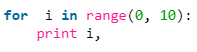 for  i in range(0, 10):
    print i,